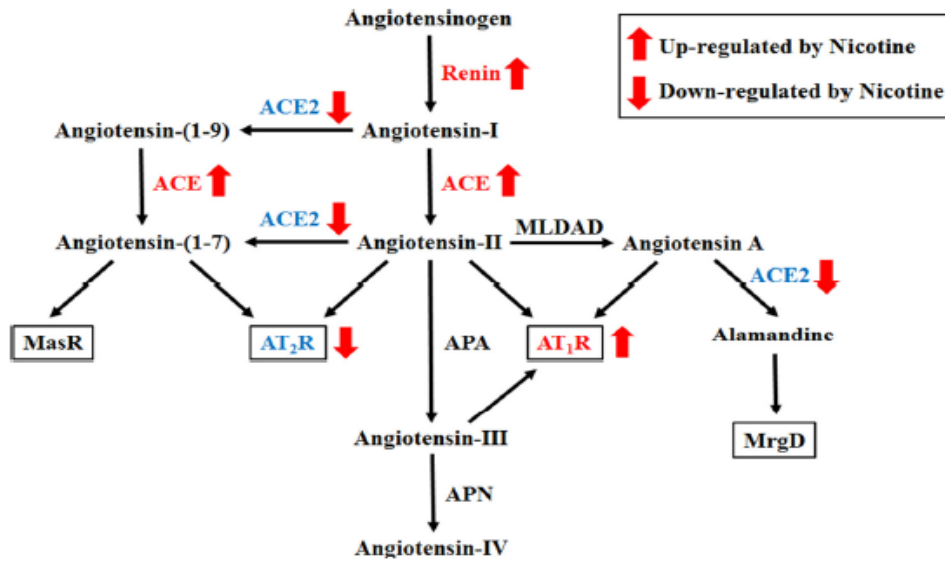 Angiotensinogen
Up-regulated by Nicotine
Down-regulated by Nicotine
Renin
ACE2
Angiotensin-(1-9)
Angiotensin-I
ACE
ACE
ACE2
MLDAD
Angiotensin-(1-7)
Angiotensin-II
Angiotensin A
ACE2
MasR
AT₂R
APA
AT₁R
Alamandine
Angiotensin-III
MrgD
APN
Angiotensin-IV